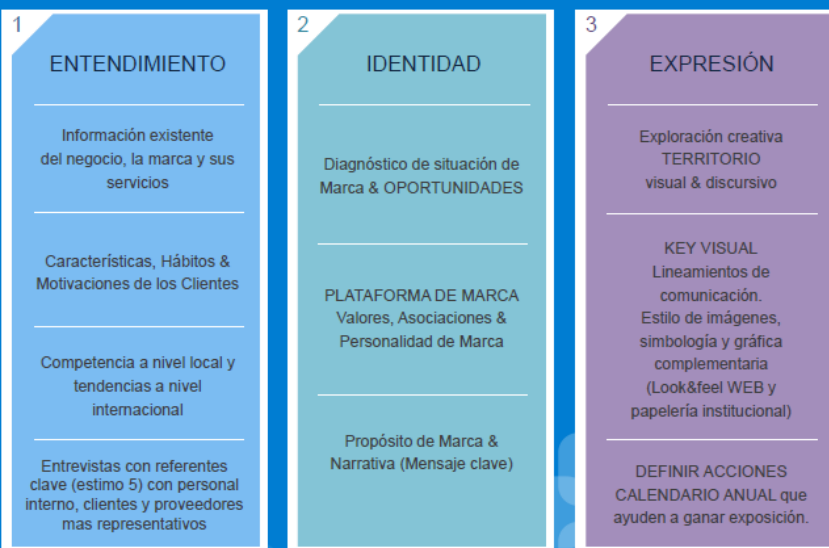 1
ENTENDIMIENTO
Información existente
del negocio, la marca y sus
servicios
Características, Hábitos &
Motivaciones de los Clientes
Competencia a nivel local y
tendencias a nivel
internacional
Entrevistas con referentes
clave (estimo 5) con personal
interno, clientes y proveedores
mas representativos
2
IDENTIDAD
Diagnóstico de situación de
Marca & OPORTUNIDADES
PLATAFORMA DE MARCA
Valores, Asociaciones &
Personalidad de Marca
Propósito de Marca &
Narrativa (Mensaje clave)
3
EXPRESIÓN
Exploración creativa
TERRITORIO
visual & discursivo
KEY VISUAL
Lineamientos de
comunicación.
Estilo de imágenes,
simbología y gráfica
complementaria
(Look&feel WEB y
papelería institucional)
DEFINIR ACCIONES
CALENDARIO ANUAL que
ayuden a ganar exposición.